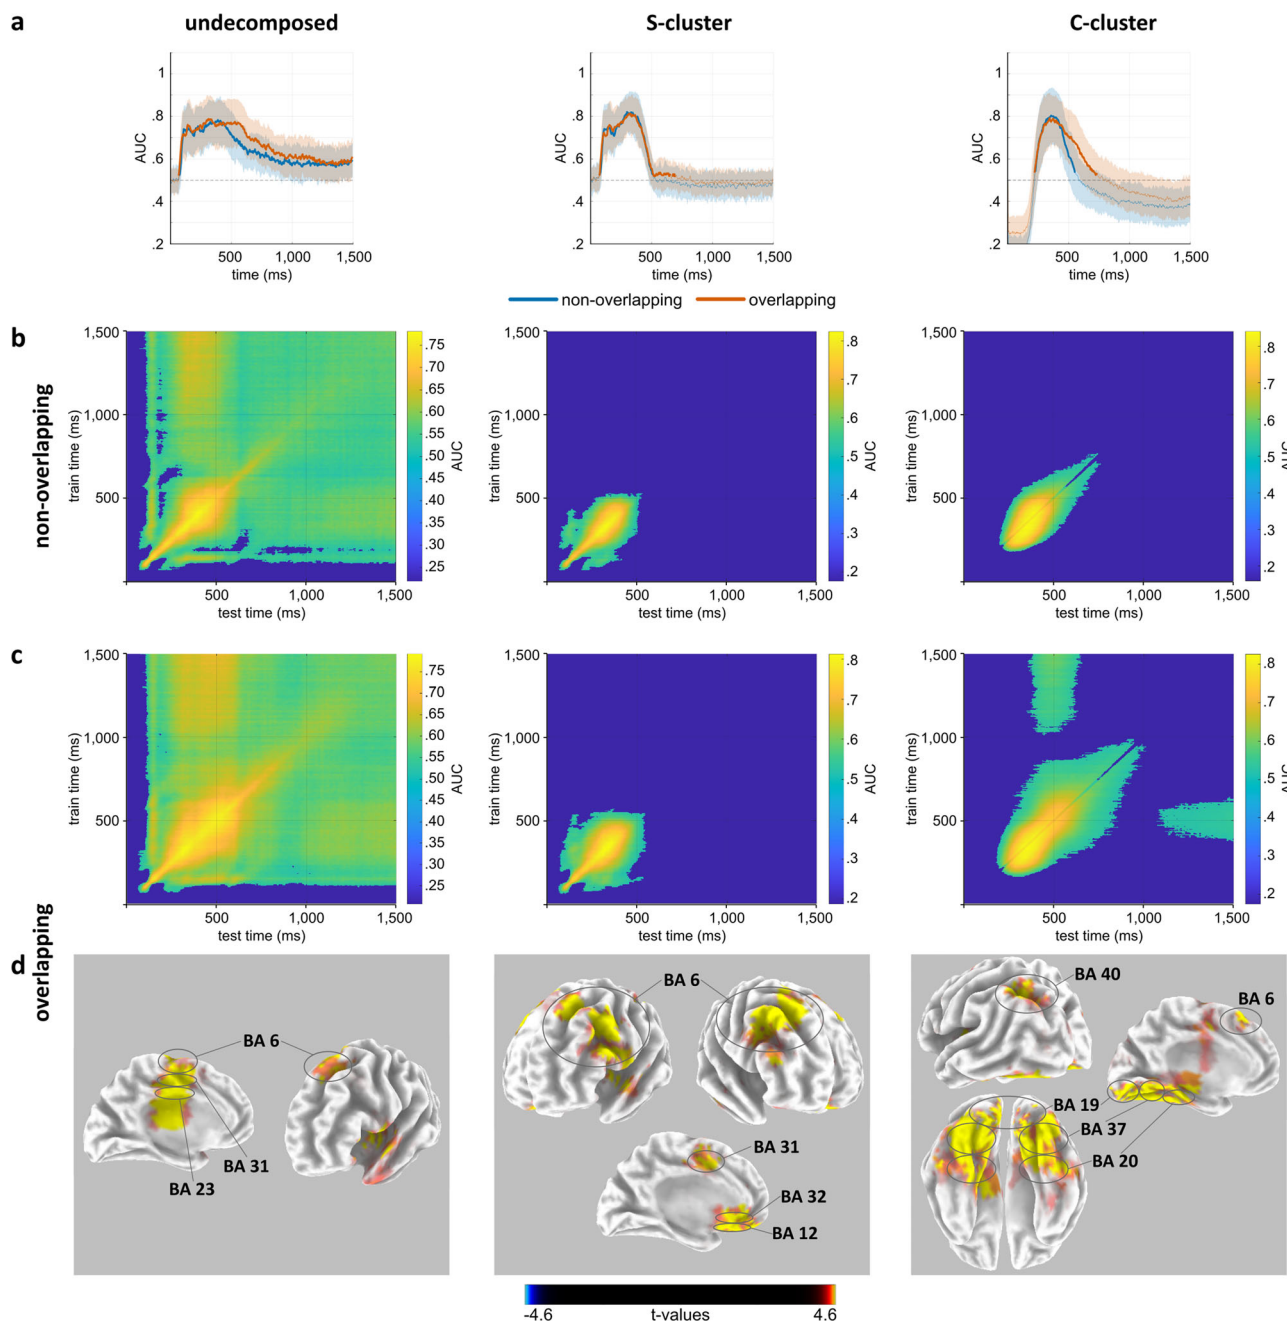 a
undecomposed
S-cluster
C-cluster
1
.8
AUC
.6
.4
.2
500
1,000
1,500
time (ms)
1
.8
AUC
.6
.4
.2
500
1,000
1,500
time (ms)
1
.8
AUC
.6
.4
.2
500
1,000
1,500
time (ms)
non-overlapping
overlapping
b
non-overlapping
1,500
1,000
500
train time (ms)
500
1,000
1,500
test time (ms)
.75
.70
.65
.60
.55
.50
.45
.40
.35
.30
.25
AUC
1,500
1,000
500
train time (ms)
500
1,000
1,500
test time (ms)
.8
.7
.6
.5
.4
.3
.2
AUC
1,500
1,000
500
train time (ms)
500
1,000
1,500
test time (ms)
.8
.7
.6
.5
.4
.3
.2
AUC
c
overlapping
1,500
1,000
500
train time (ms)
500
1,000
1,500
test time (ms)
.75
.70
.65
.60
.55
.50
.45
.40
.35
.30
.25
AUC
1,500
1,000
500
train time (ms)
500
1,000
1,500
test time (ms)
.8
.7
.6
.5
.4
.3
.2
AUC
1,500
1,000
500
train time (ms)
500
1,000
1,500
test time (ms)
.8
.7
.6
.5
.4
.3
.2
AUC
d
BA 6
BA 31
BA 23
BA 6
BA 31
BA 32
BA 12
BA 40
BA 6
BA 19
BA 37
BA 20
-4.6
4.6
t-values